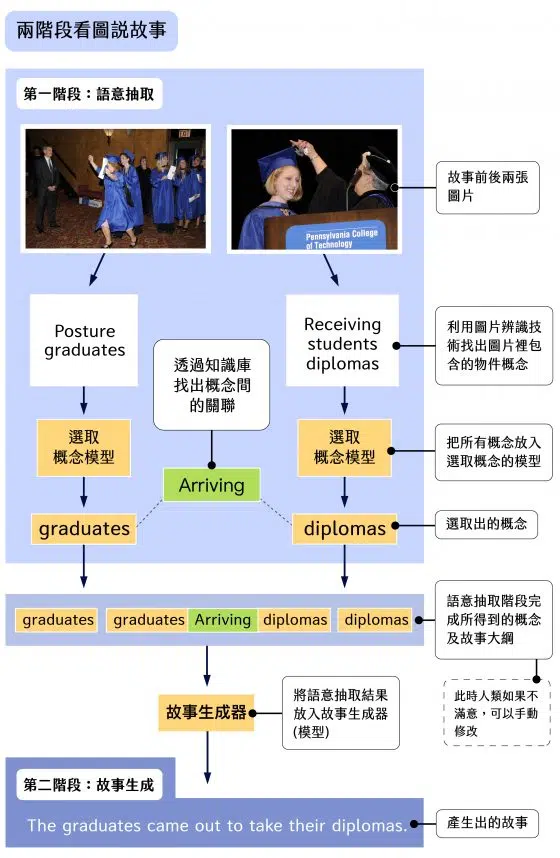 兩階段看圖說故事
第一階段：語意抽取
Pennsylvania College
of Technology
故事前後兩張
圖片
Posture
graduates
Receiving
students
diplomas
利用圖片辨識技
術找出圖片裡包
含的物件概念
透過知識庫
找出概念間
的關聯
選取
概念模型
選取
概念模型
把所有概念放入
選取概念的模型
Arriving
graduates
diplomas
選取出的概念
graduates
graduates Arriving diplomas
diplomas
語意抽取階段完
成所得到的概念
及故事大綱
此時人類如果不
滿意，可以手動
修改
故事生成器
將語意抽取結果
放入故事生成器
(模型)
第二階段：故事生成
The graduates came out to take their diplomas.
產生出的故事